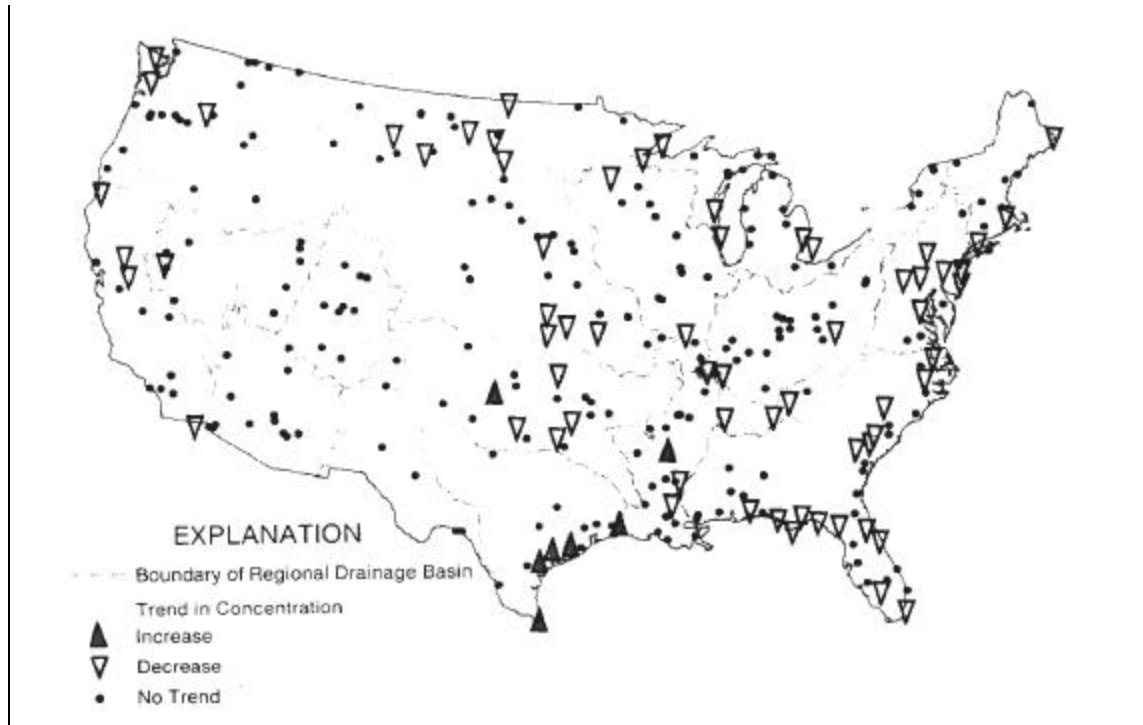 EXPLANATION
Boundary of Regional Drainage Basin
Trend in Concentration
Increase
Decrease
No Trend